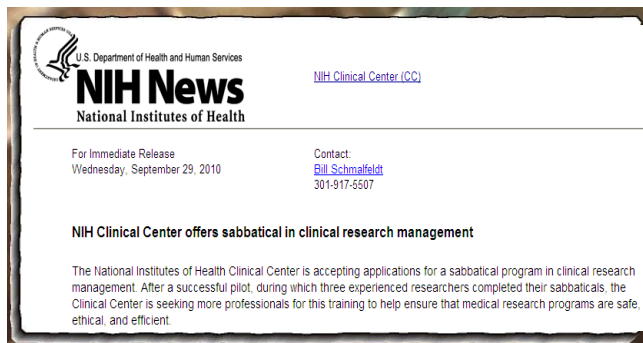 U.S. Department of Health and Human Services
NIH News
National Institutes of Health
NIH Clinical Center (CC)
For Immediate Release
Wednesday, September 29, 2010
Contact:
Bill Schmalfeldt
301-917-5507
NIH Clinical Center offers sabbatical in clinical research management
The National Institutes of Health Clinical Center is accepting applications for a sabbatical program in clinical research
management. After a successful pilot, during which three experienced researchers completed their sabbaticals, the
Clinical Center is seeking more professionals for this training to help ensure that medical research programs are safe,
ethical, and efficient.